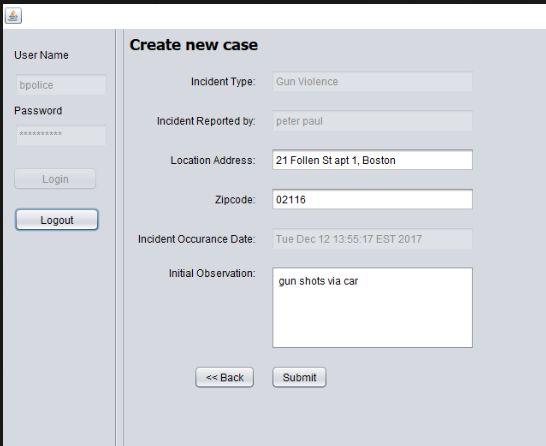 User Name
bpolice
Password
**********
Login
Logout
Create new case
Incident Type: Gun Violence
Incident Reported by: peter paul
Location Address: 21 Follen St apt 1, Boston
Zipcode: 02116
Incident Occurance Date: Tue Dec 12 13:55:17 EST 2017
Initial Observation: gun shots via car
<< Back Submit